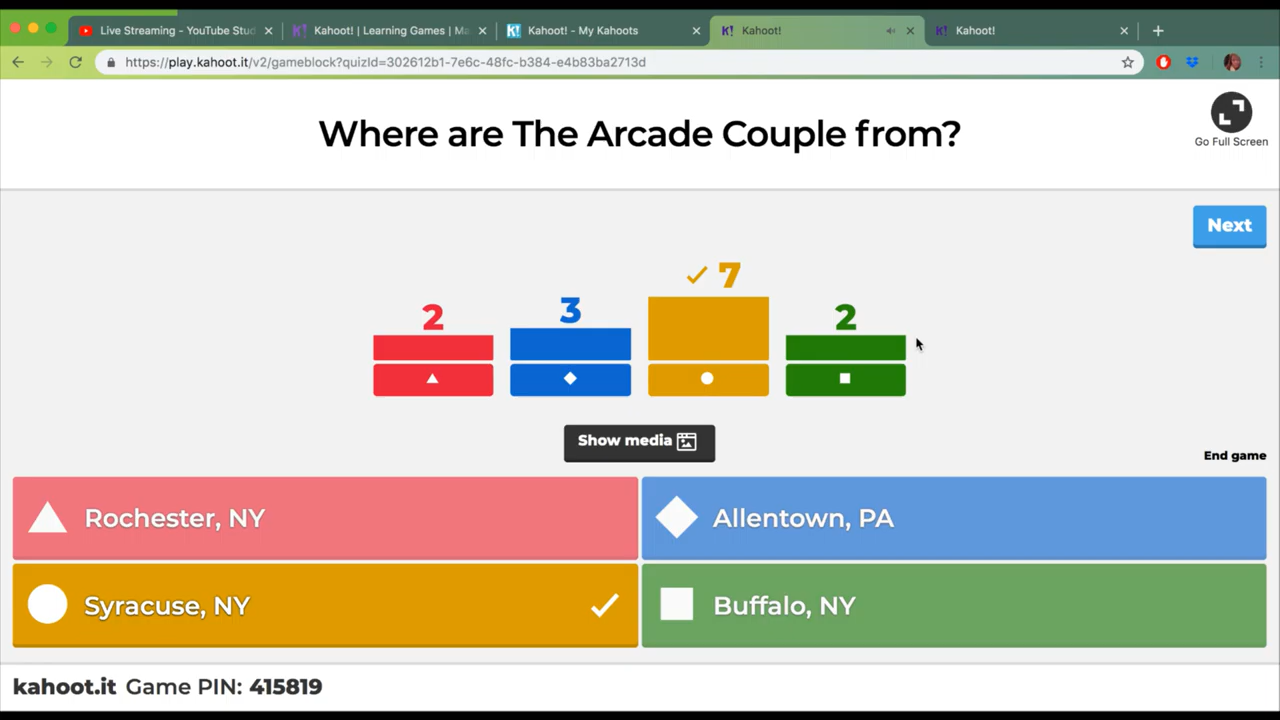 Live Streaming - YouTube Stud
Kahoot! | Learning Games | Ma
Kahoot! - My Kahoots
Kahoot!
Kahoot!
https://play.kahoot.it/v2/gameblock?quizId=302612b1-7e6c-48fc-b384-e4b83ba2713d
Where are The Arcade Couple from?
Go Full Screen
Next
2
3
7
2
Show media
End game
Rochester, NY
Allentown, PA
Syracuse, NY
Buffalo, NY
kahoot.it Game PIN: 415819